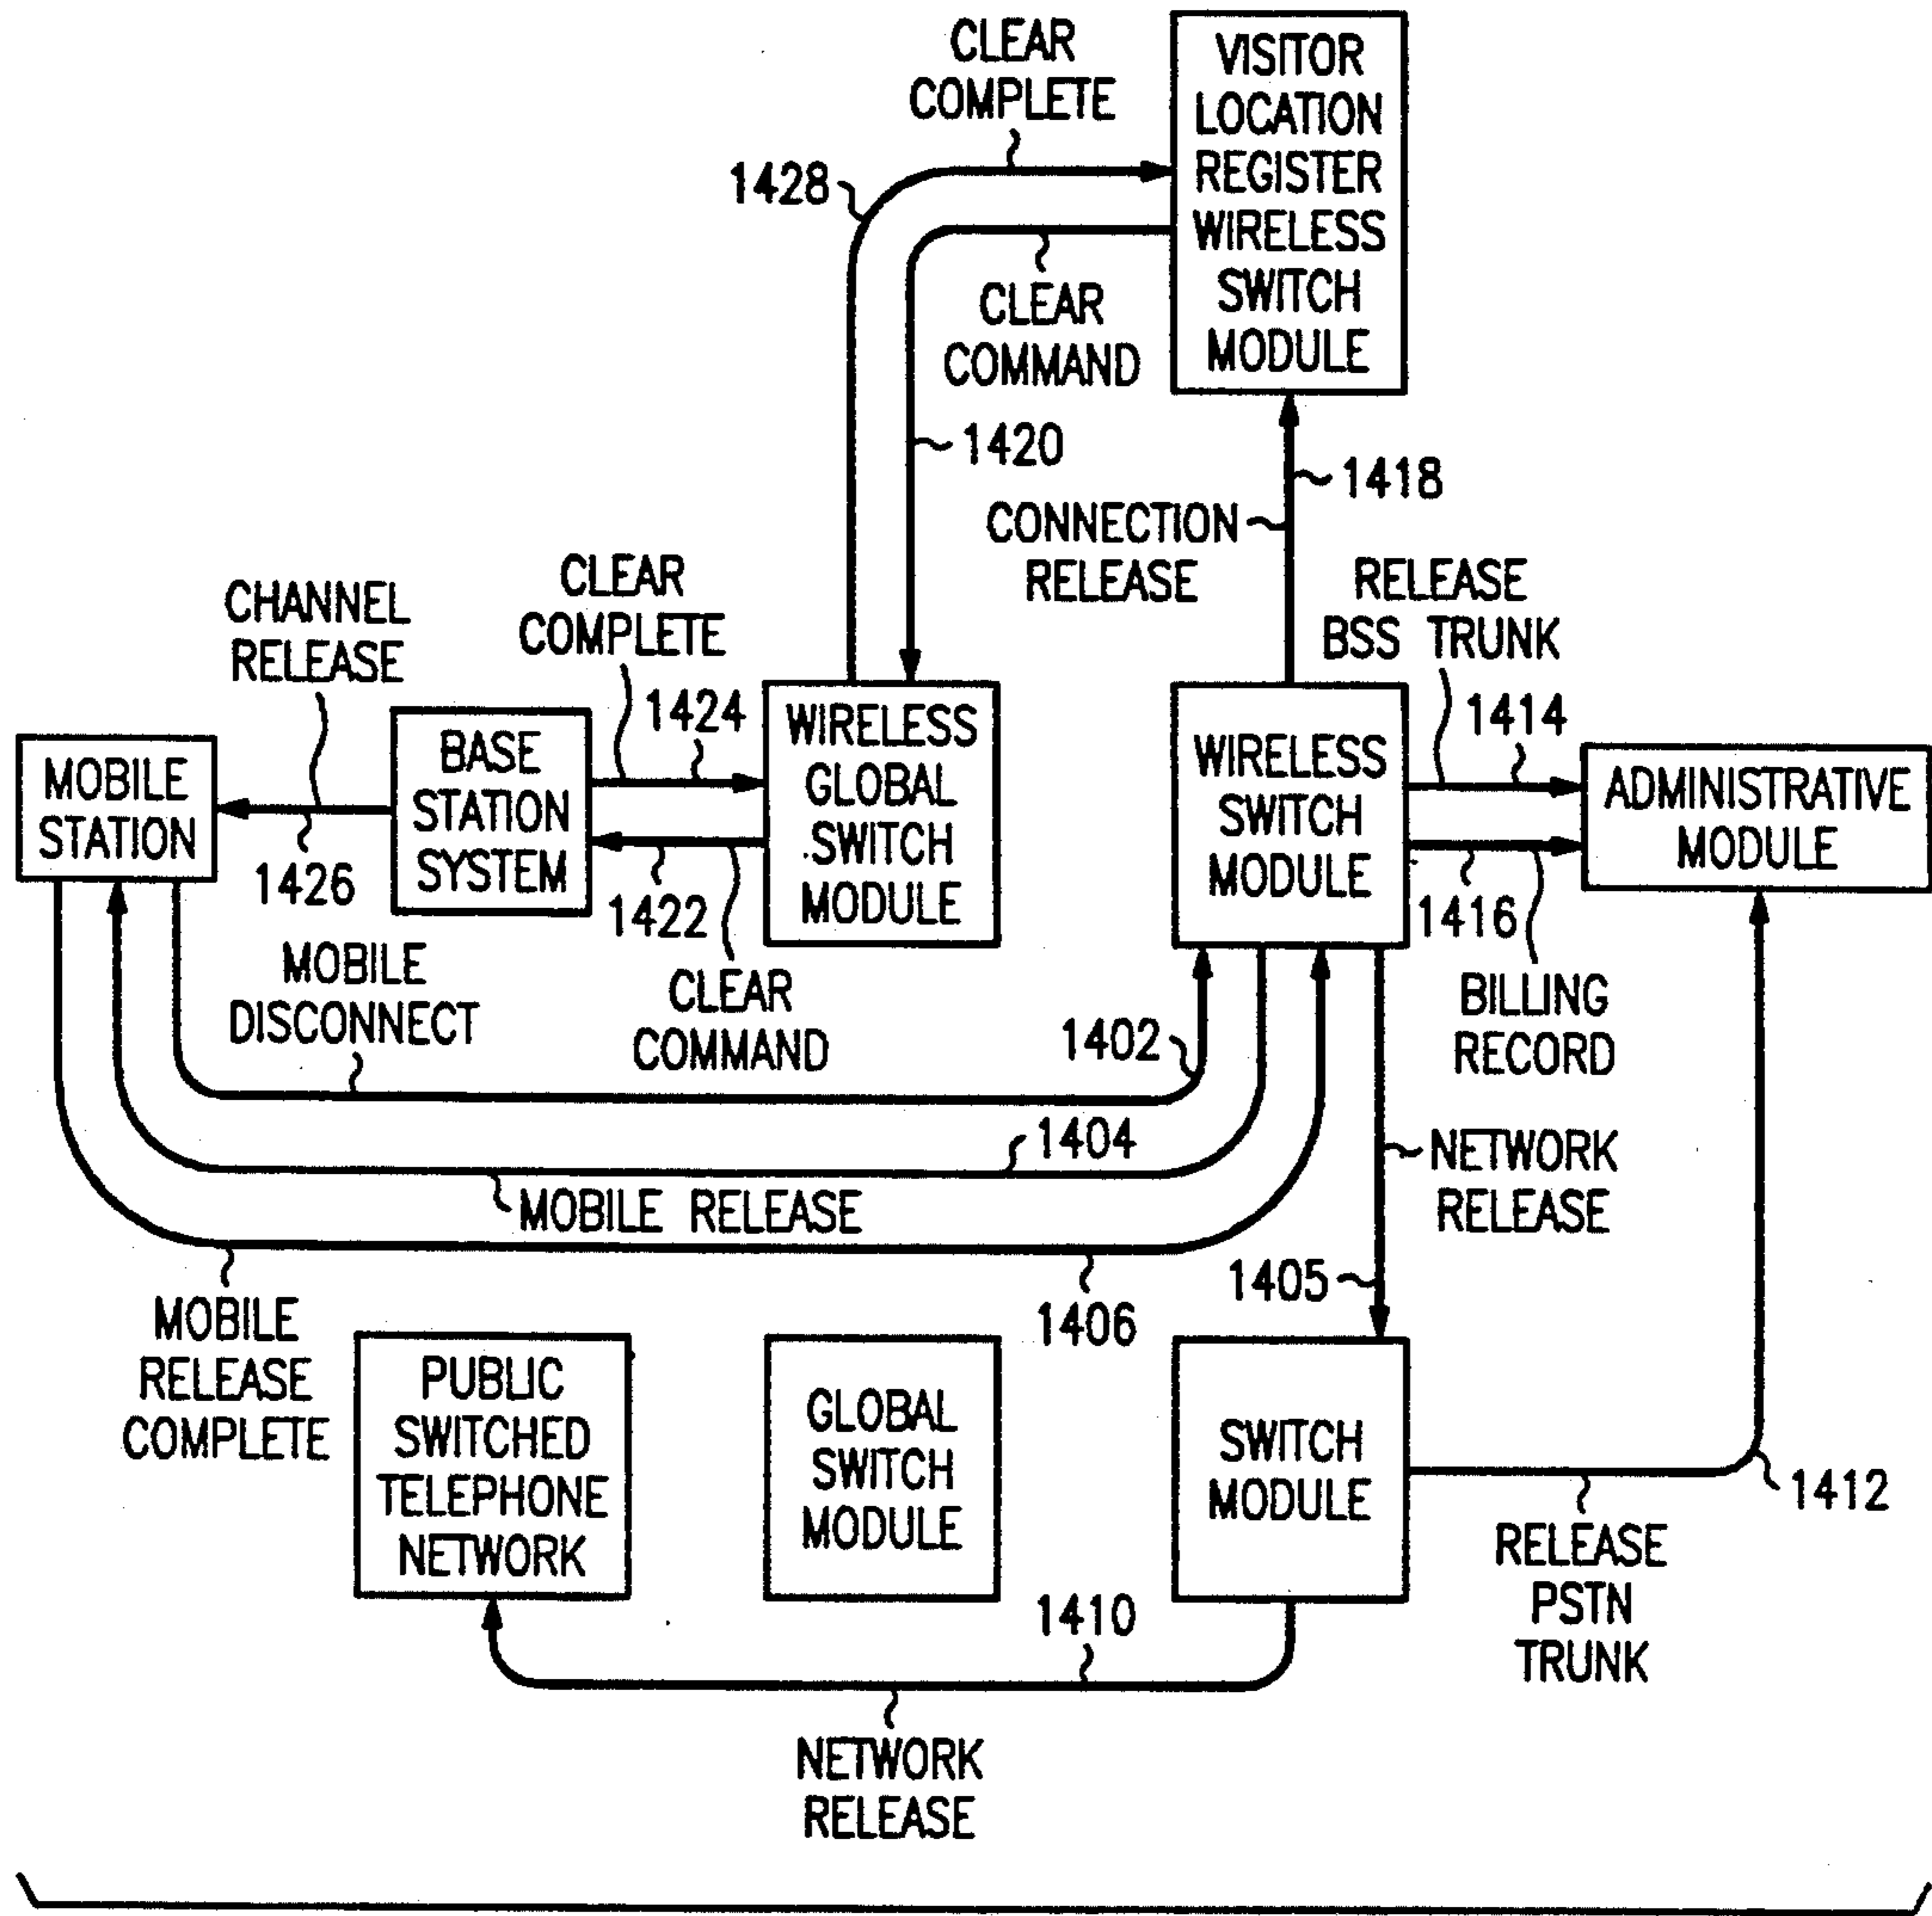 CLEAR
COMPLETE
VISITOR
LOCATION
REGISTER
WIRELESS
SWITCH
MODULE
1428
CLEAR
COMMAND
1420
1418
CONNECTION
RELEASE
RELEASE
BSS TRUNK
CHANNEL
RELEASE
CLEAR
COMPLETE
1424
1414
MOBILE
STATION
BASE
STATION
SYSTEM
WIRELESS
GLOBAL
SWITCH
MODULE
WIRELESS
SWITCH
MODULE
ADMINISTRATIVE
MODULE
1426
1422
1416
MOBILE
DISCONNECT
CLEAR
COMMAND
BILLING
RECORD
1402
1404
NETWORK
RELEASE
MOBILE RELEASE
1405
MOBILE
RELEASE
COMPLETE
1406
PUBLIC
SWITCHED
TELEPHONE
NETWORK
GLOBAL
SWITCH
MODULE
SWITCH
MODULE
1412
RELEASE
PSTN
TRUNK
1410
NETWORK
RELEASE